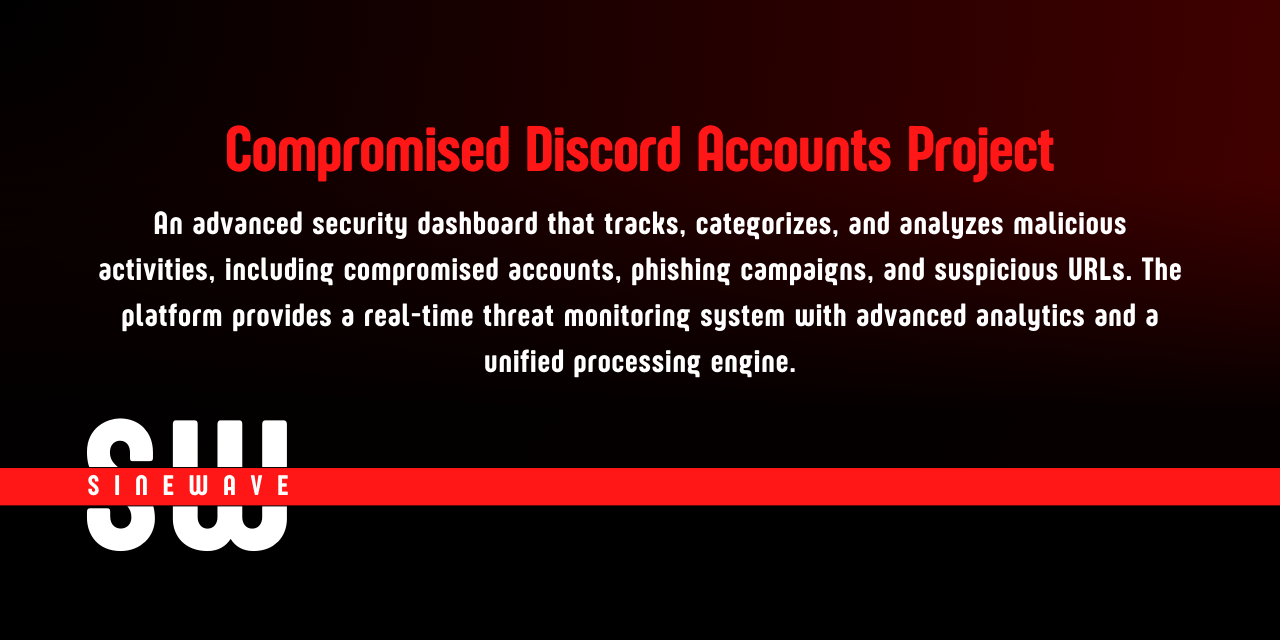 Compromised Discord Accounts Project
An advanced security dashboard that tracks, categorizes, and analyzes malicious
activities, including compromised accounts, phishing campaigns, and suspicious URLs. The
platform provides a real-time threat monitoring system with advanced analytics and a
unified processing engine.
SW
SINEWAVE